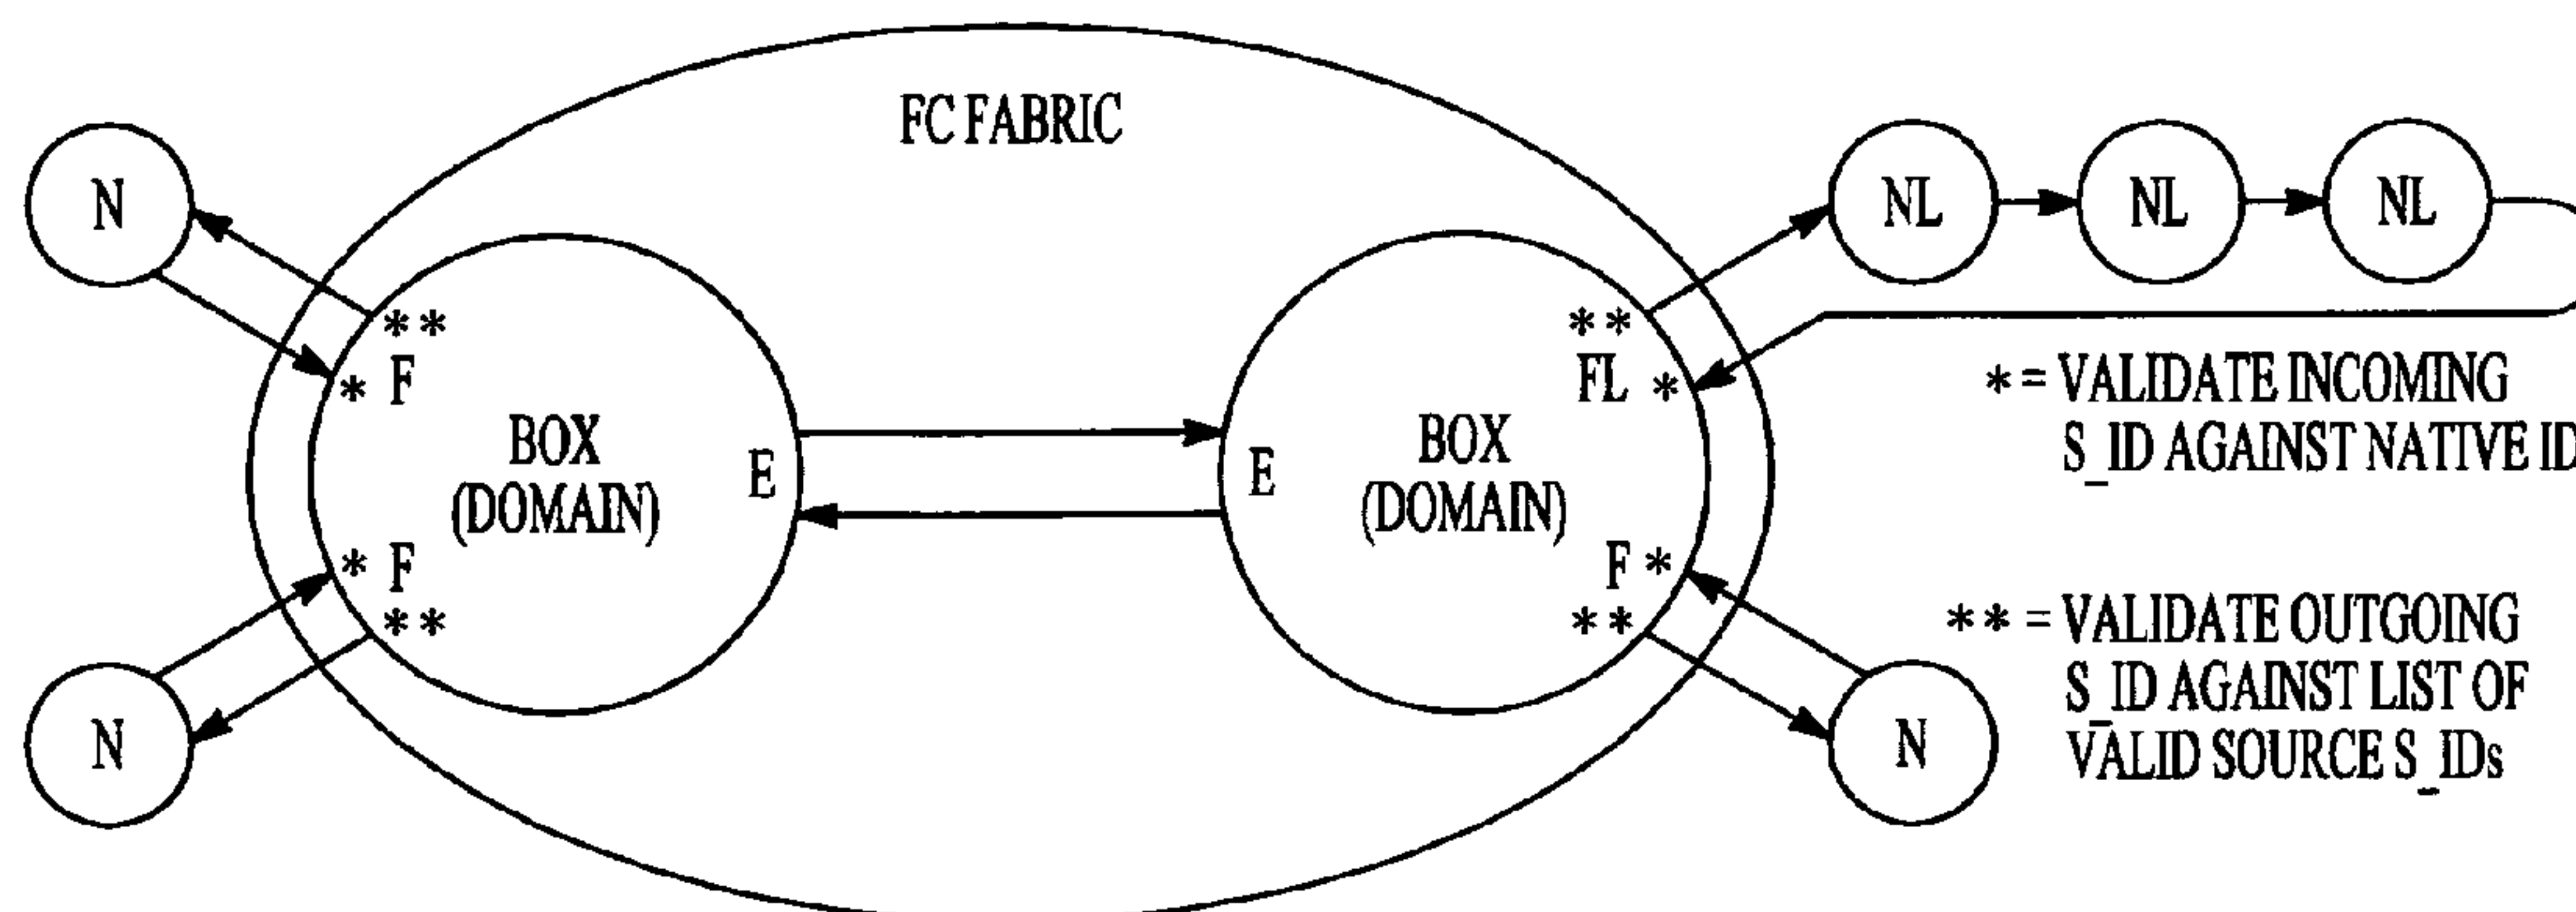 FC FABRIC
N
NL
NL
NL
**
* F
**
FL *
BOX
(DOMAIN)
E
E
BOX
(DOMAIN)
* = VALIDATE INCOMING
S_ID AGAINST NATIVE ID
* F
**
F *
**
** = VALIDATE OUTGOING
S_ID AGAINST LIST OF
VALID SOURCE S_IDs
N
N